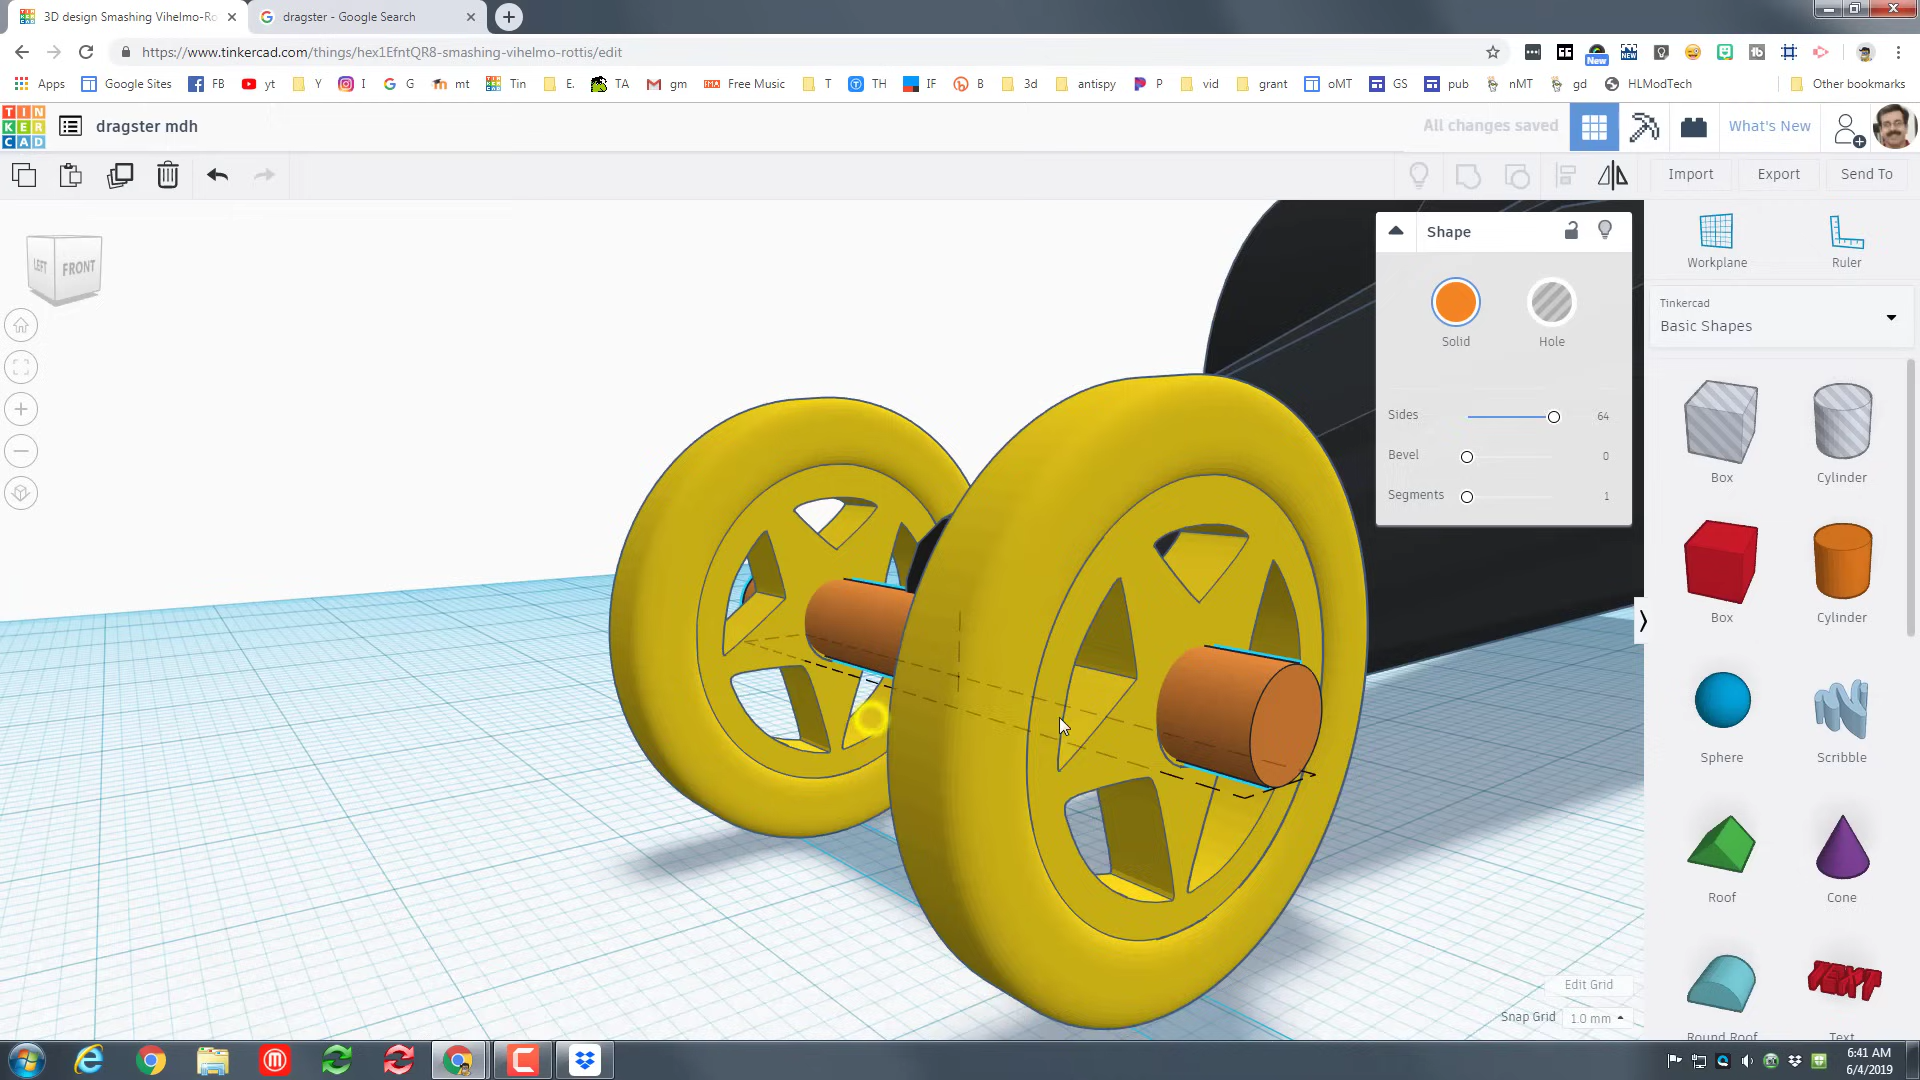 3D design Smashing Vihelmo-Ro
dragster - Google Search
https://www.tinkercad.com/things/hex1EfntQR8-smashing-vihelmo-rottis/edit
New
NEW
Apps
Google Sites
FB
yt
Y
I
G
mt
Tin
E.
TA
gm
Free Music
T
TH
IF
B
3d
antispy
P
vid
grant
oMT
GS
pub
nMT
gd
HLModTech
Other bookmarks
TIN
KER
CAD
dragster mdh
All changes saved
What's New
Import
Export
Send To
LEFT
FRONT
Shape
Solid
Hole
Sides
64
Bevel
0
Segments
1
Workplane
Ruler
Tinkercad
Basic Shapes
Box
Cylinder
Box
Cylinder
Sphere
Scribble
Roof
Cone
TEXT
Round Roof
Text
Edit Grid
Snap Grid
1.0 mm
6:41 AM
6/4/2019